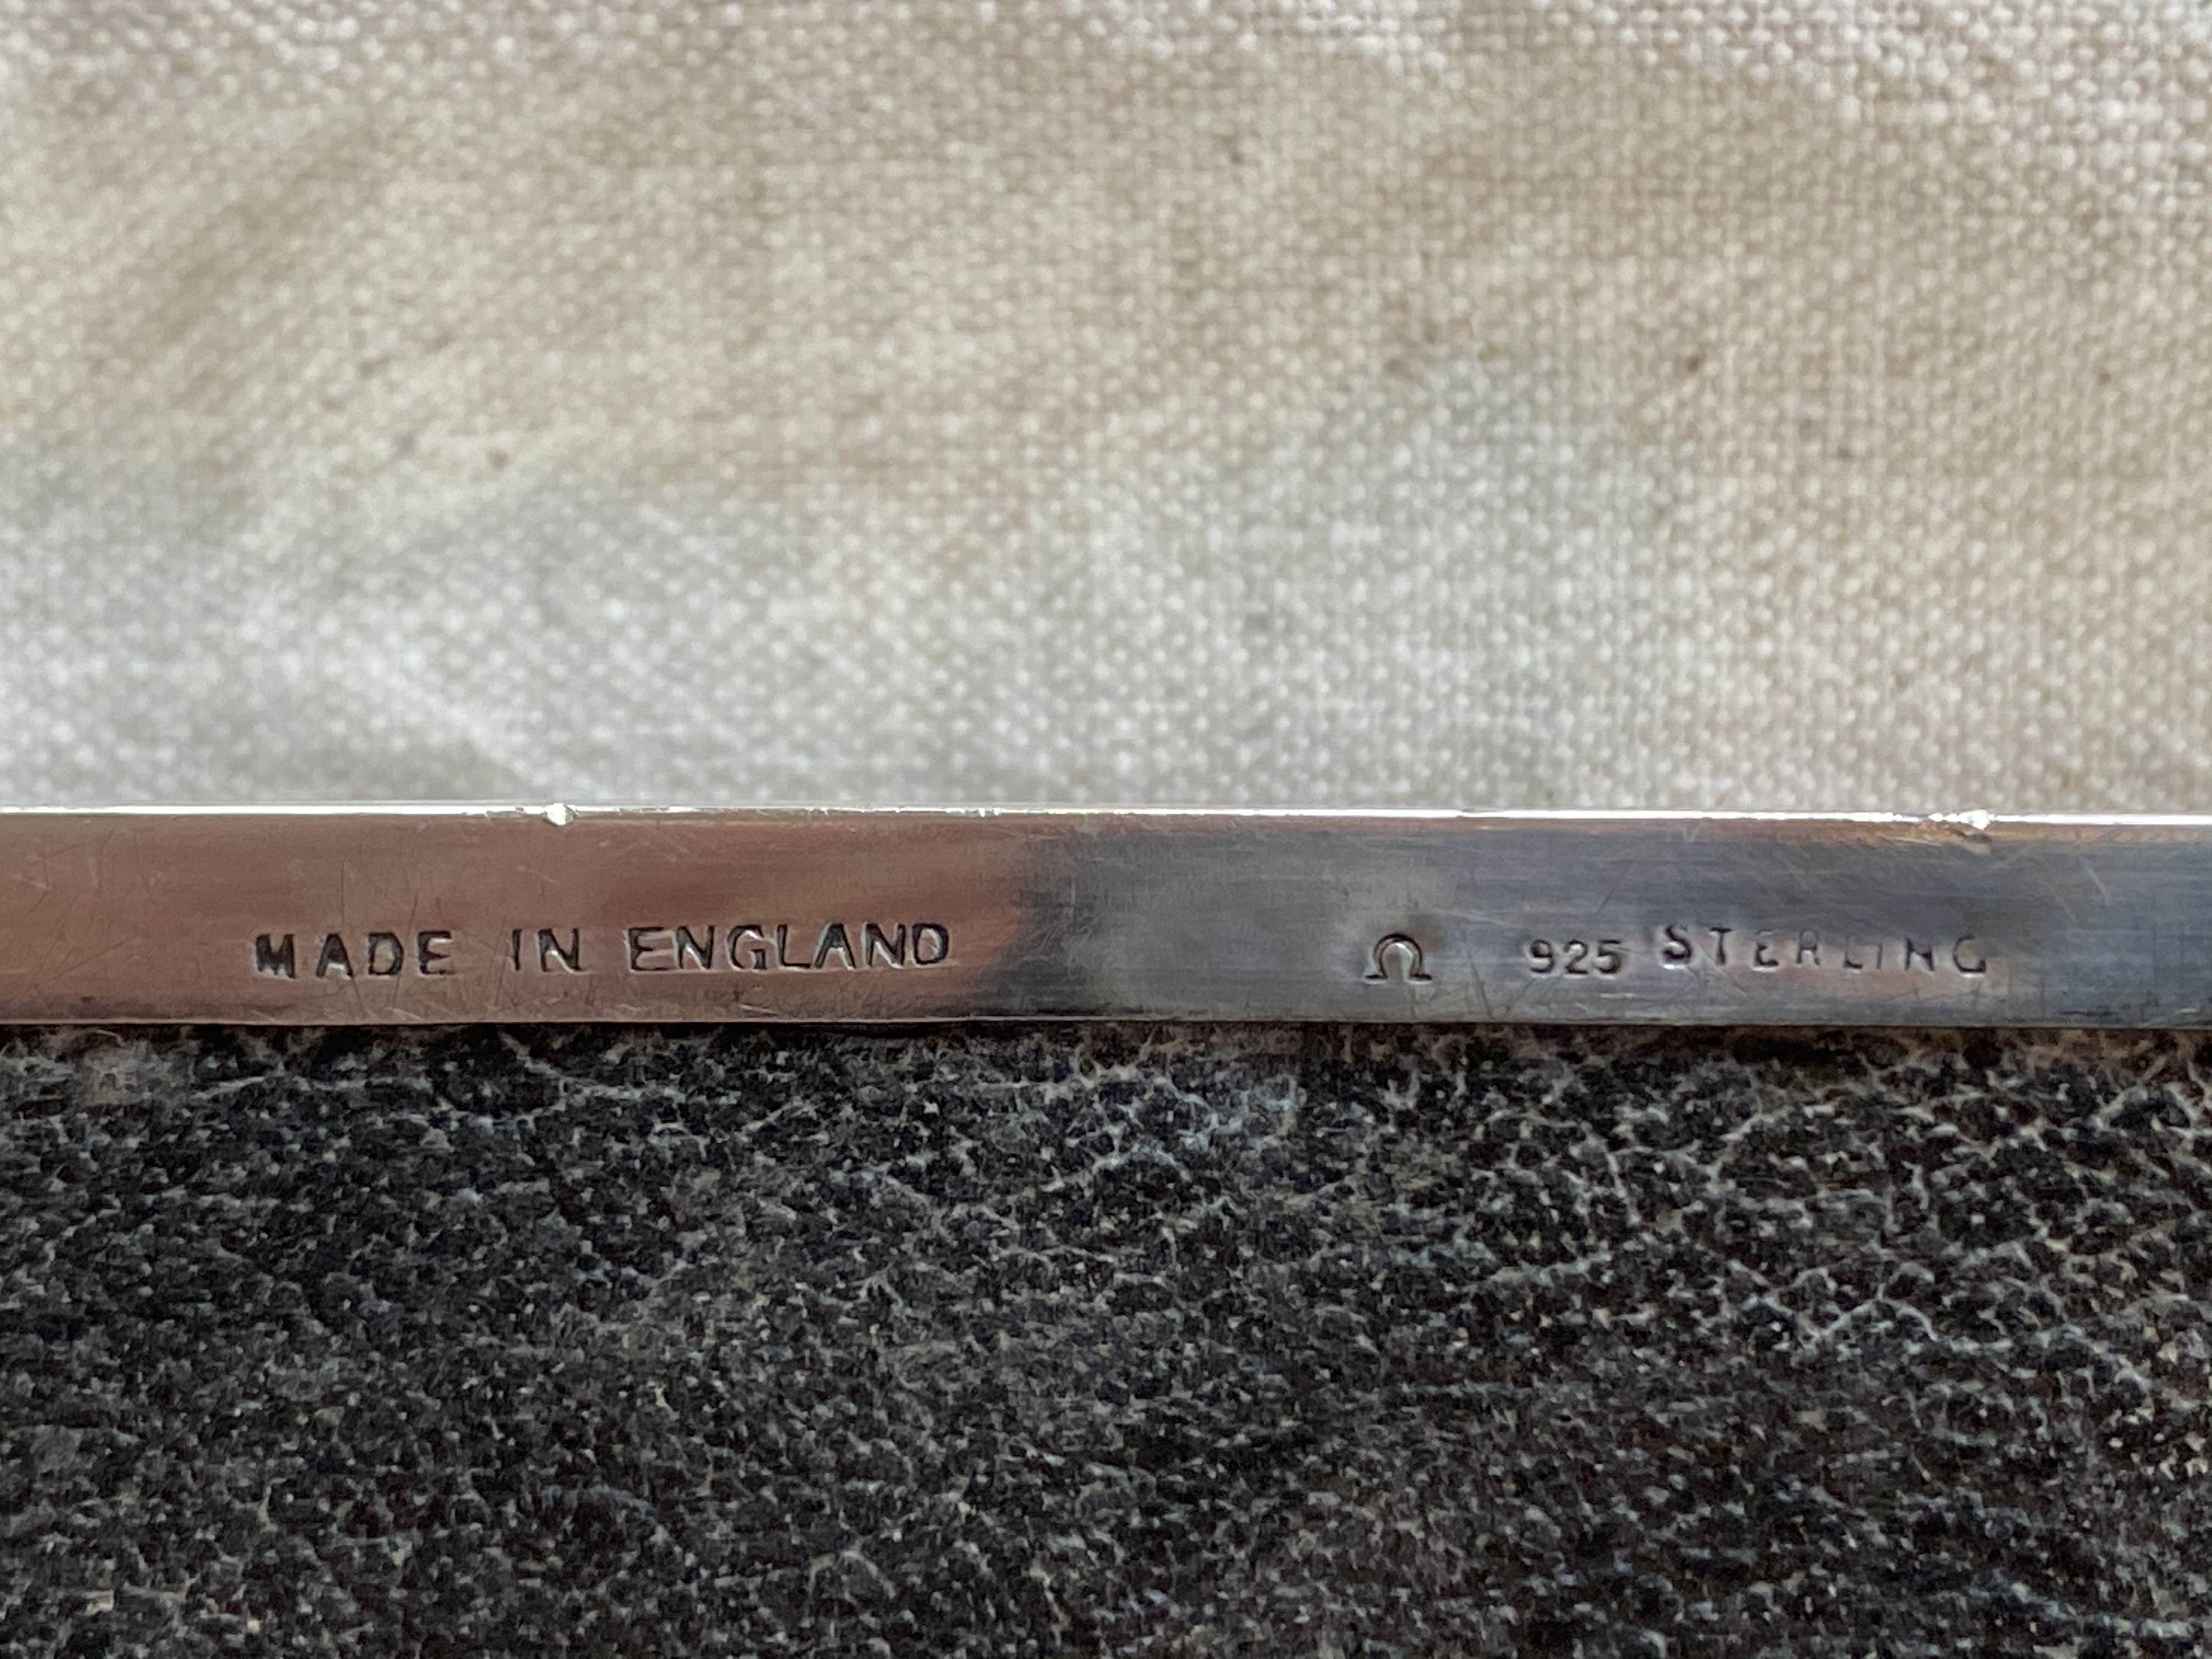 MADE IN ENGLAND Ω 925 STERLING